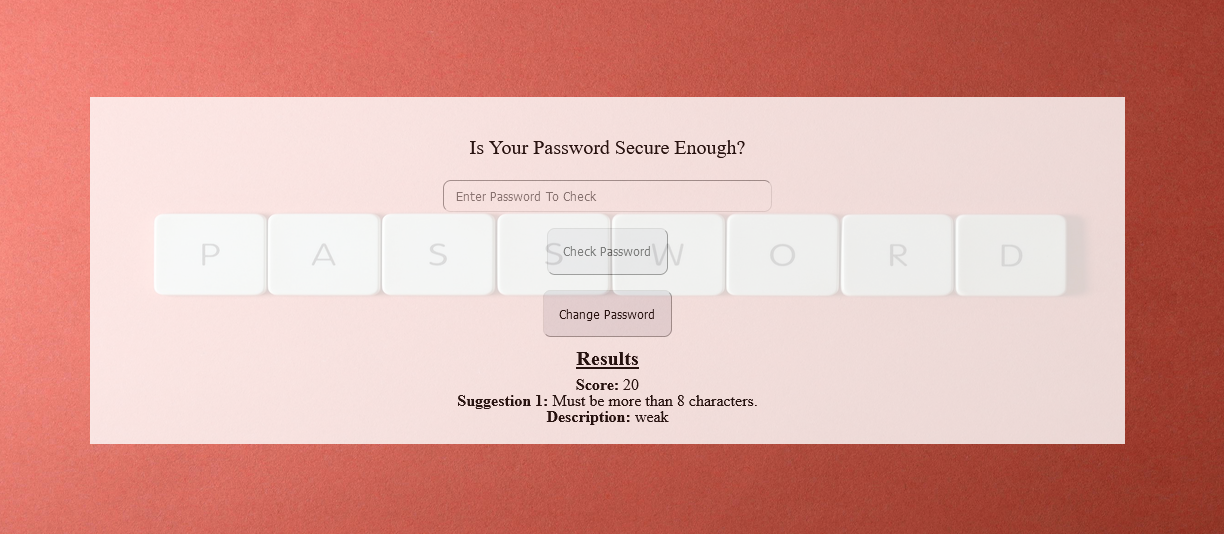 Is Your Password Secure Enough?
Enter Password To Check
P A S S W O R D
Check Password
Change Password
Results
Score: 20
Suggestion 1: Must be more than 8 characters.
Description: weak